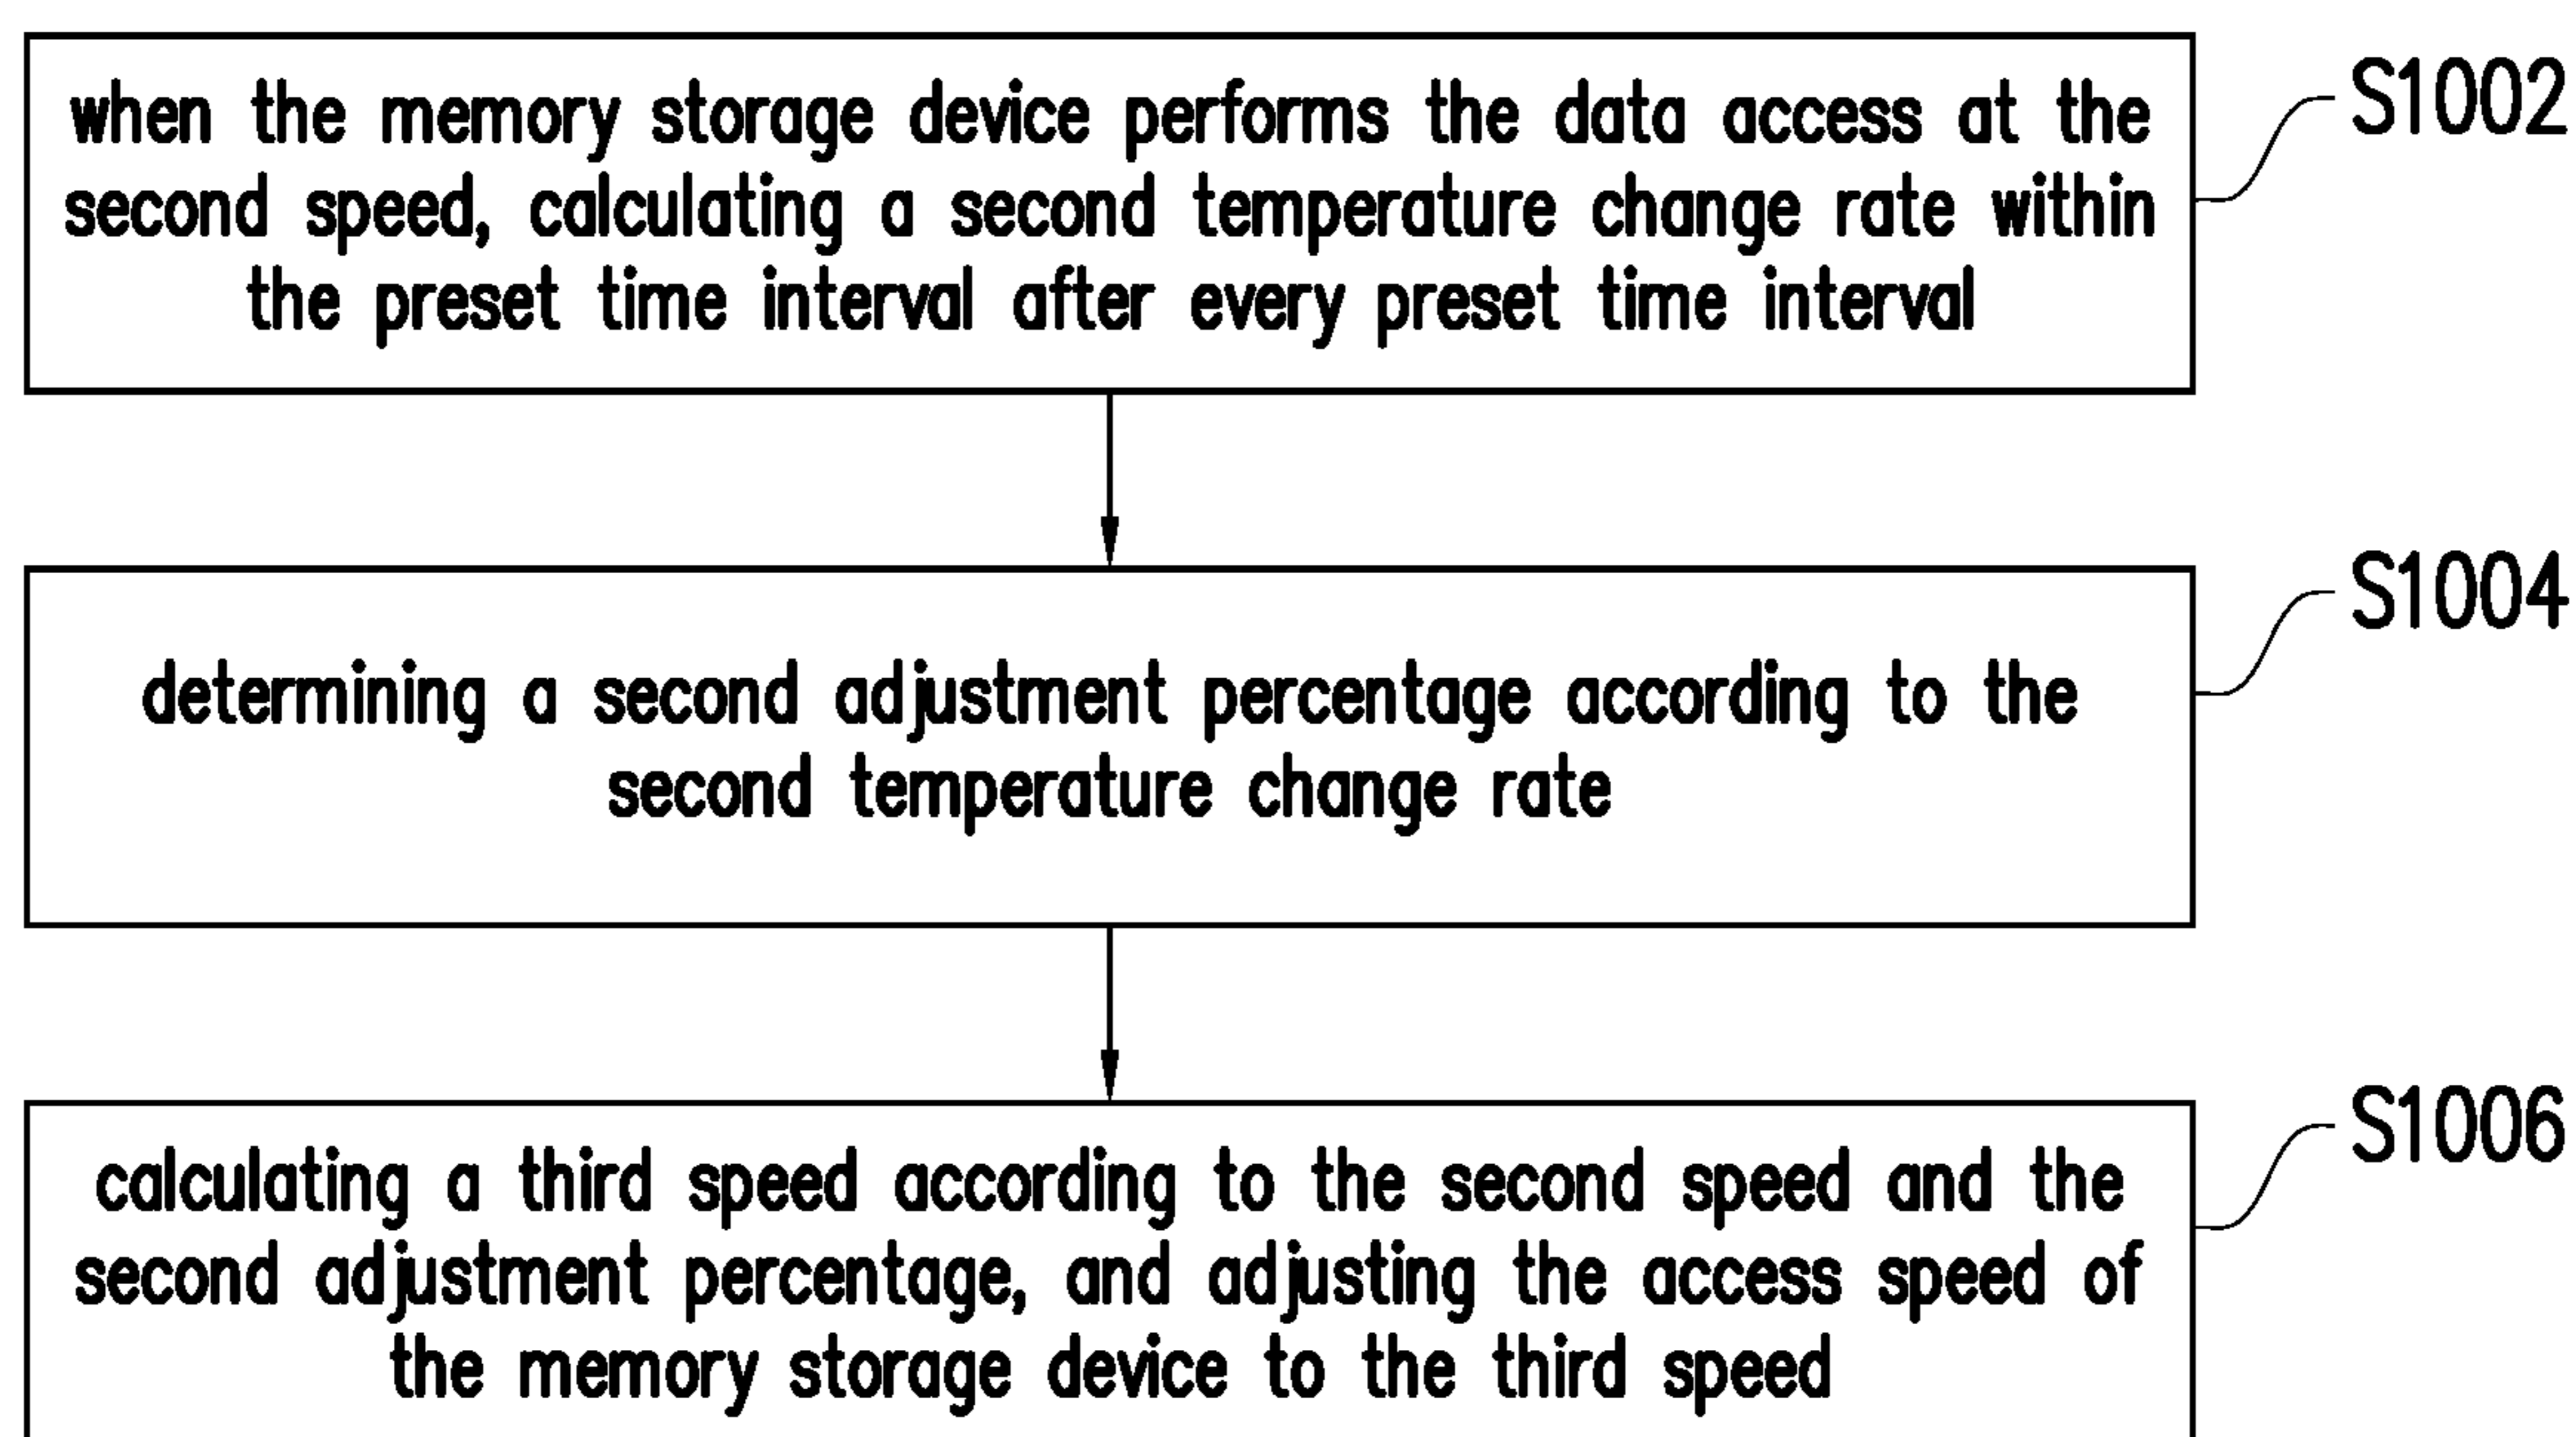 when the memory storage device performs the data access at the
second speed, calculating a second temperature change rate within
the preset time interval after every preset time interval
S1002
determining a second adjustment percentage according to the
second temperature change rate
S1004
calculating a third speed according to the second speed and the
second adjustment percentage, and adjusting the access speed of
the memory storage device to the third speed
S1006